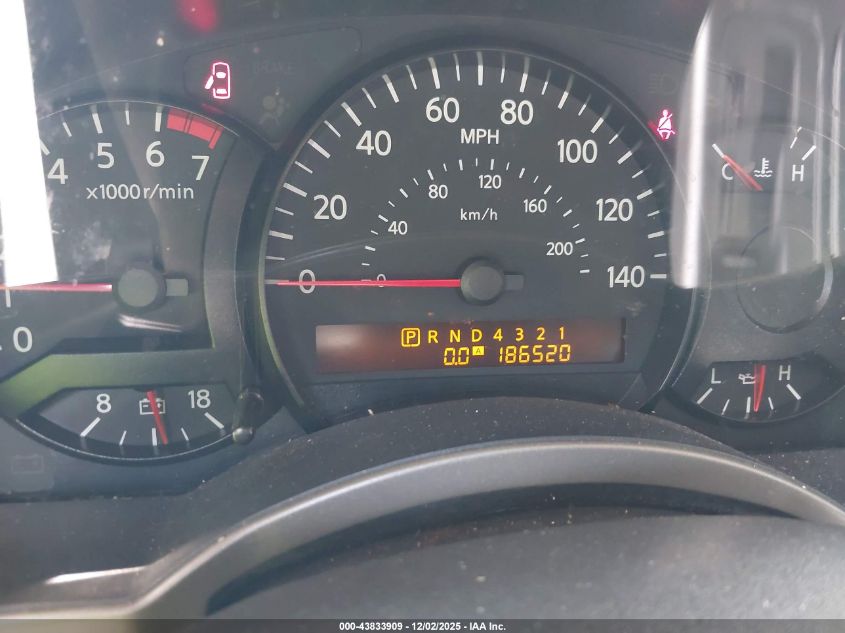 BRAKE
4 5 6 7
x1000r/min
0
0 20 40 60 80 100 120 140
MPH
40 80 120 160 200
km/h
0
C H
P R N D 4 3 2 1
0.0 A 186520
8 18
L H
000-43833909 - 12/02/2025 - IAA Inc.